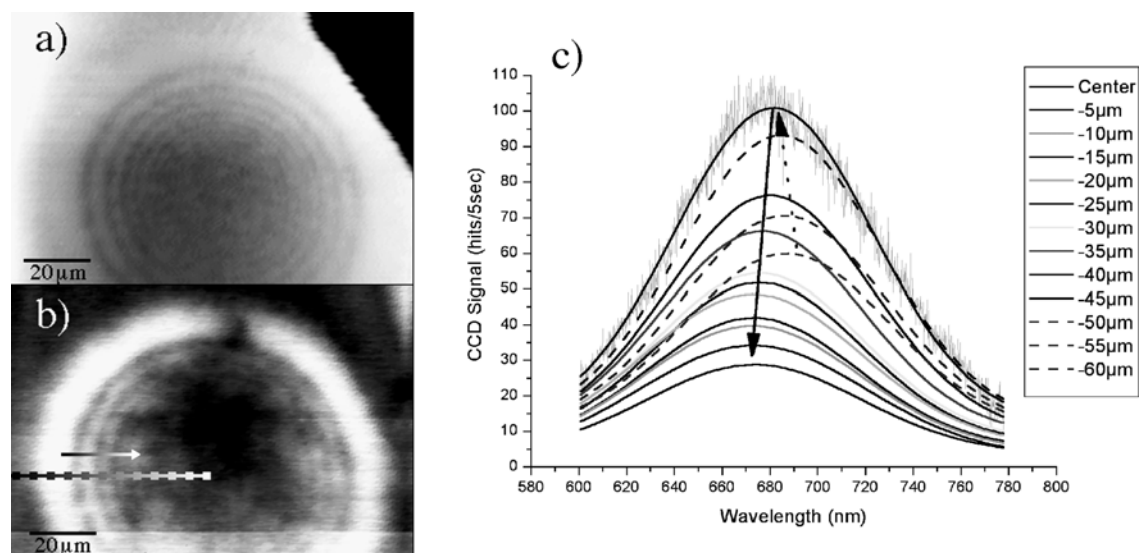 a)
20µm
b)
20µm
c)
CCD Signal (hits/5sec)
110
100
90
80
70
60
50
40
30
20
10
0
580 600 620 640 660 680 700 720 740 760 780 800
Wavelength (nm)
Center
-5µm
-10µm
-15µm
-20µm
-25µm
-30µm
-35µm
-40µm
-45µm
-50µm
-55µm
-60µm